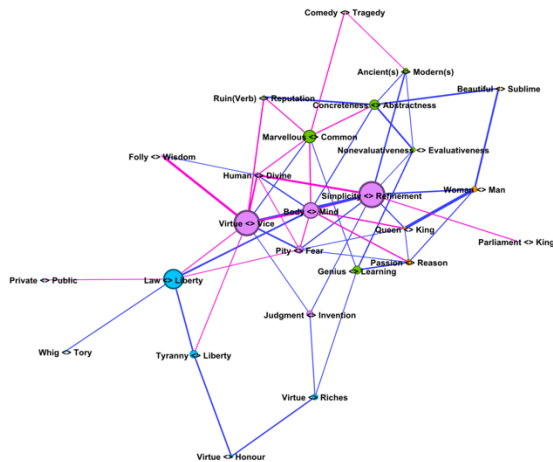 Comedy <> Tragedy
Ancient(s) <> Modern(s)
Beautiful <> Sublime
Ruin(Verb) <> Reputation
Concreteness <> Abstractness
Marvellous <> Common
Nonevaluativeness <> Evaluativeness
Folly <> Wisdom
Human <> Divine
Simplicity <> Refinement
Woman <> Man
Body <> Mind
Virtue <> Vice
Queen <> King
Parliament <> King
Pity <> Fear
Passion <> Reason
Genius <> Learning
Private <> Public
Law <> Liberty
Judgment <> Invention
Whig <> Tory
Tyranny <> Liberty
Virtue <> Riches
Virtue <> Honour